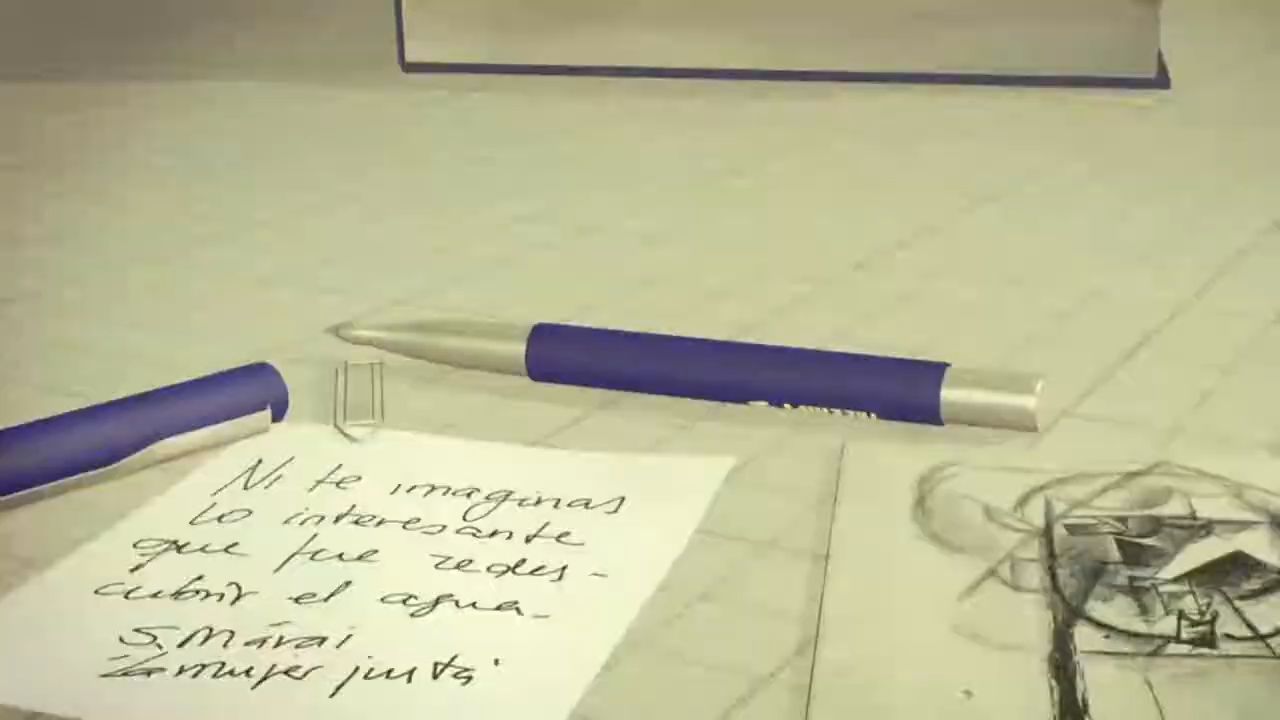 Ni te imaginas
lo interesante
que fue redes-
cubrir el agua.
S. Márai
La mujer justa